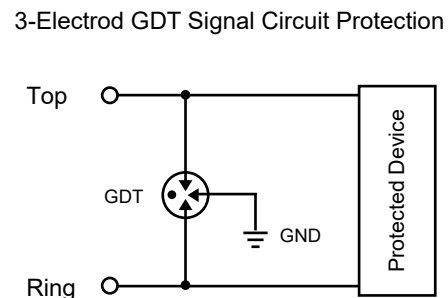 3-Electrod GDT Signal Circuit Protection
Top
GDT
GND
Protected Device
Ring